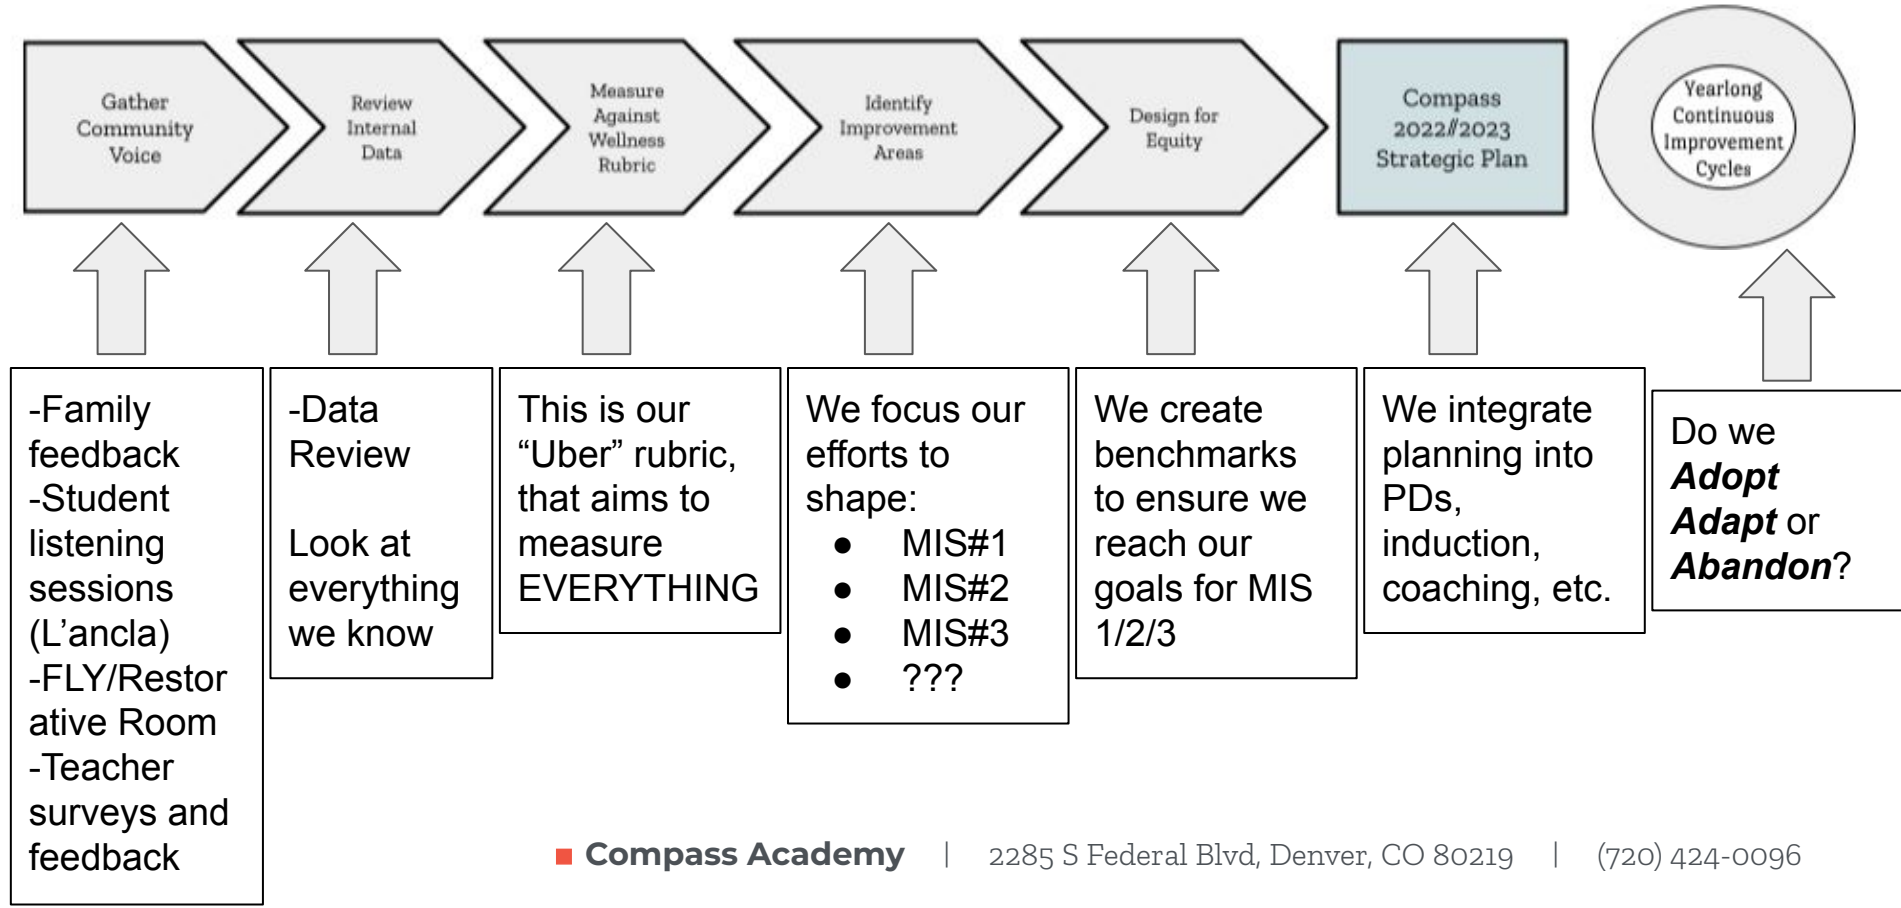 Gather
Community
Voice
Review
Internal
Data
Measure
Against
Wellness
Rubric
Identify
Improvement
Areas
Design for
Equity
Compass
2022//2023
Strategic Plan
Yearlong
Continuous
Improvement
Cycles
-Family
feedback
-Student
listening
sessions
(L’ancla)
-FLY/Restor
ative Room
-Teacher
surveys and
feedback
-Data
Review
Look at
everything
we know
This is our
“Uber” rubric,
that aims to
measure
EVERYTHING
We focus our
efforts to
shape:
● MIS#1
● MIS#2
● MIS#3
● ???
We create
benchmarks
to ensure we
reach our
goals for MIS
1/2/3
We integrate
planning into
PDs,
induction,
coaching, etc.
Do we
Adopt
Adapt or
Abandon?
Compass Academy | 2285 S Federal Blvd, Denver, CO 80219 | (720) 424-0096